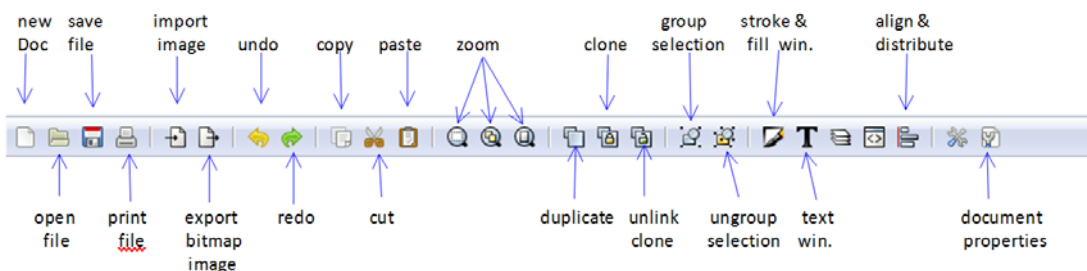 new save import group stroke & align &
Doc file image undo copy paste zoom clone selection fill win. distribute
open print export redo cut duplicate unlink ungroup text document
file file bitmap clone selection win. properties
image